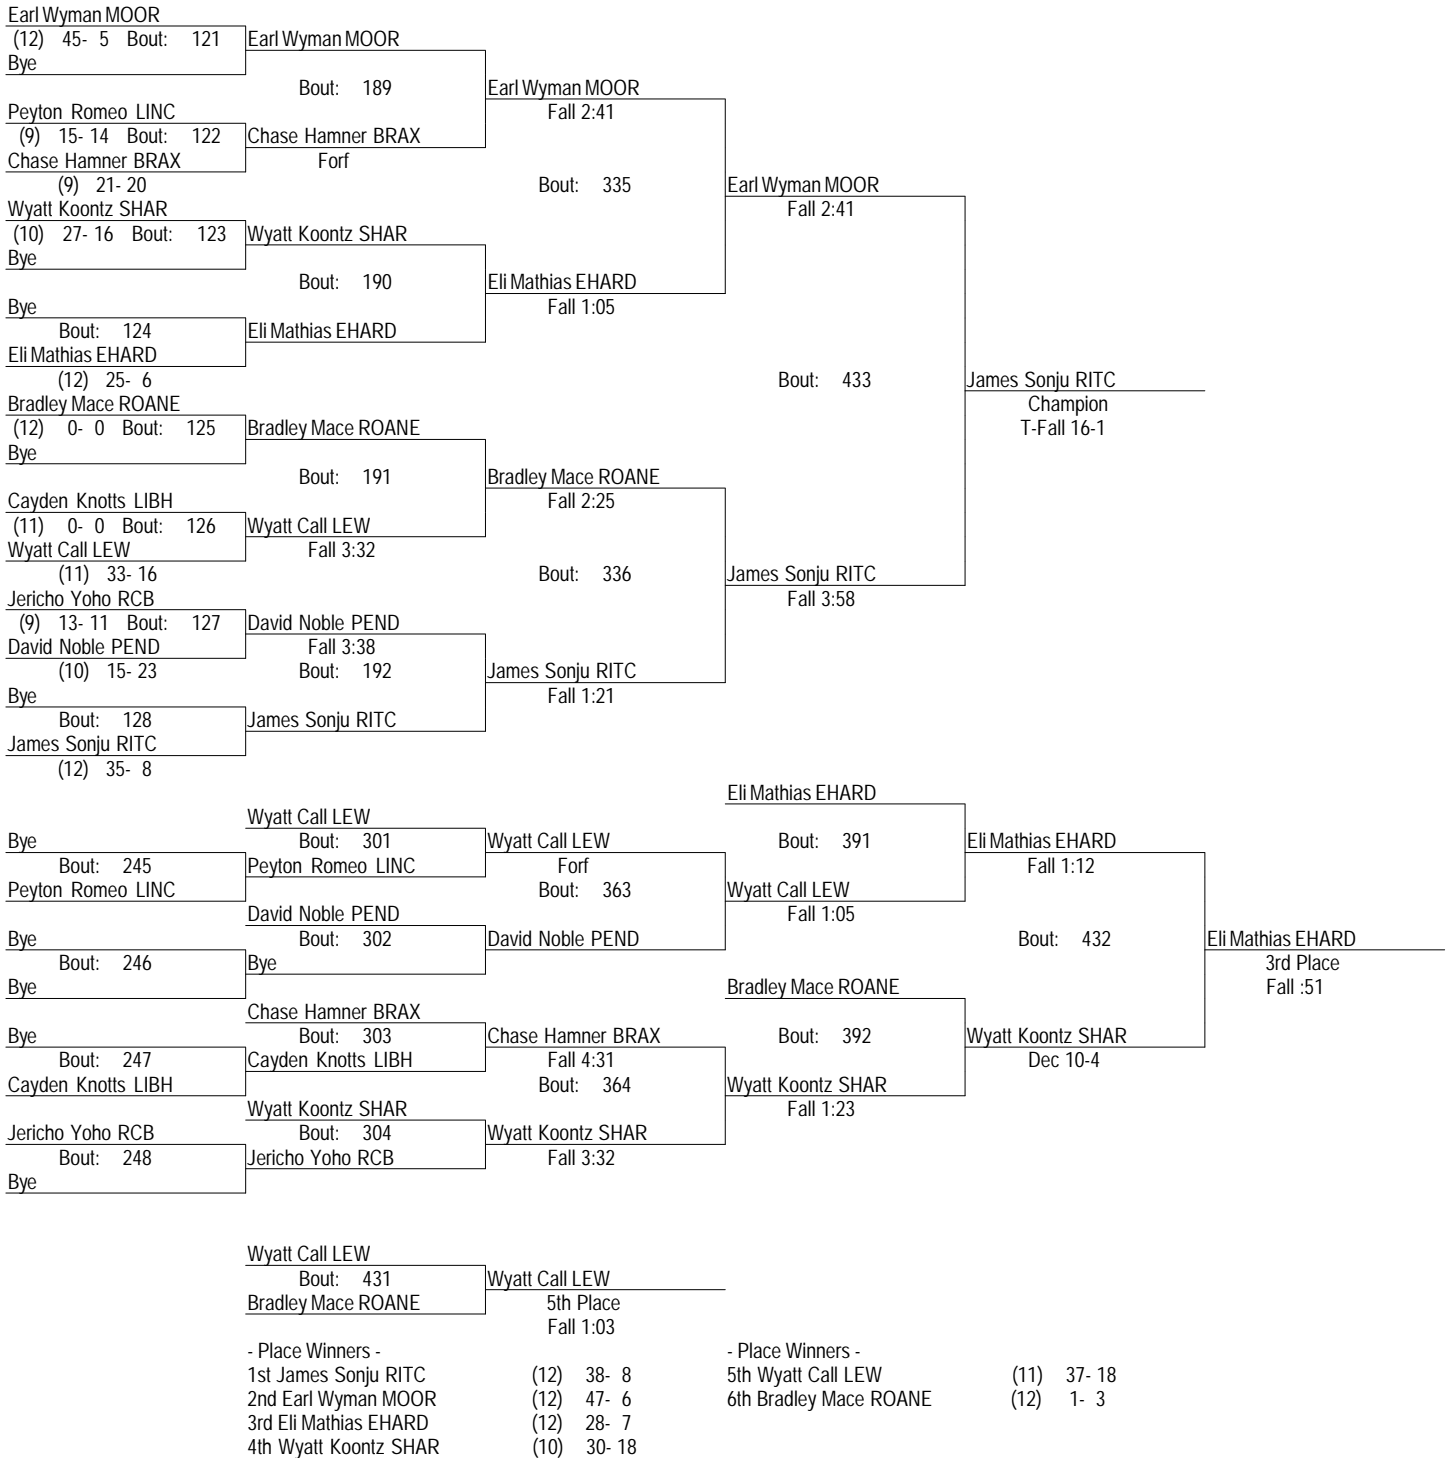 Earl Wyman MOOR
(12) 45- 5 Bout: 121 Earl Wyman MOOR
Bye
Bout: 189 Earl Wyman MOOR
Peyton Romeo LINC Fall 2:41
(9) 15- 14 Bout: 122 Chase Hamner BRAX
Chase Hamner BRAX Forf
(9) 21- 20 Bout: 335 Earl Wyman MOOR
Wyatt Koontz SHAR Fall 2:41
(10) 27- 16 Bout: 123 Wyatt Koontz SHAR
Bye
Bout: 190 Eli Mathias EHARD
Bye Fall 1:05
Bout: 124 Eli Mathias EHARD
Eli Mathias EHARD
(12) 25- 6 Bout: 433 James Sonju RITC
Bradley Mace ROANE Champion
(12) 0- 0 Bout: 125 Bradley Mace ROANE T-Fall 16-1
Bye
Bout: 191 Bradley Mace ROANE
Cayden Knotts LIBH Fall 2:25
(11) 0- 0 Bout: 126 Wyatt Call LEW
Wyatt Call LEW Fall 3:32
(11) 33- 16 Bout: 336 James Sonju RITC
Jericho Yoho RCB Fall 3:58
(9) 13- 11 Bout: 127 David Noble PEND
David Noble PEND Fall 3:38
(10) 15- 23 Bout: 192 James Sonju RITC
Bye Fall 1:21
Bout: 128 James Sonju RITC
James Sonju RITC
(12) 35- 8
Eli Mathias EHARD
Wyatt Call LEW
Bye Bout: 301 Wyatt Call LEW Bout: 391 Eli Mathias EHARD
Bout: 245 Peyton Romeo LINC Forf Fall 1:12
Peyton Romeo LINC Bout: 363 Wyatt Call LEW
David Noble PEND Fall 1:05
Bye Bout: 302 David Noble PEND Bout: 432 Eli Mathias EHARD
Bout: 246 Bye 3rd Place
Bye Bradley Mace ROANE Fall :51
Chase Hamner BRAX
Bye Bout: 303 Chase Hamner BRAX Bout: 392 Wyatt Koontz SHAR
Bout: 247 Cayden Knotts LIBH Fall 4:31 Dec 10-4
Cayden Knotts LIBH Bout: 364 Wyatt Koontz SHAR
Wyatt Koontz SHAR Fall 1:23
Jericho Yoho RCB Bout: 304 Wyatt Koontz SHAR
Bout: 248 Jericho Yoho RCB Fall 3:32
Bye
Wyatt Call LEW
Bout: 431 Wyatt Call LEW
Bradley Mace ROANE 5th Place
Fall 1:03
- Place Winners - - Place Winners -
1st James Sonju RITC (12) 38- 8 5th Wyatt Call LEW (11) 37- 18
2nd Earl Wyman MOOR (12) 47- 6 6th Bradley Mace ROANE (12) 1- 3
3rd Eli Mathias EHARD (12) 28- 7
4th Wyatt Koontz SHAR (10) 30- 18